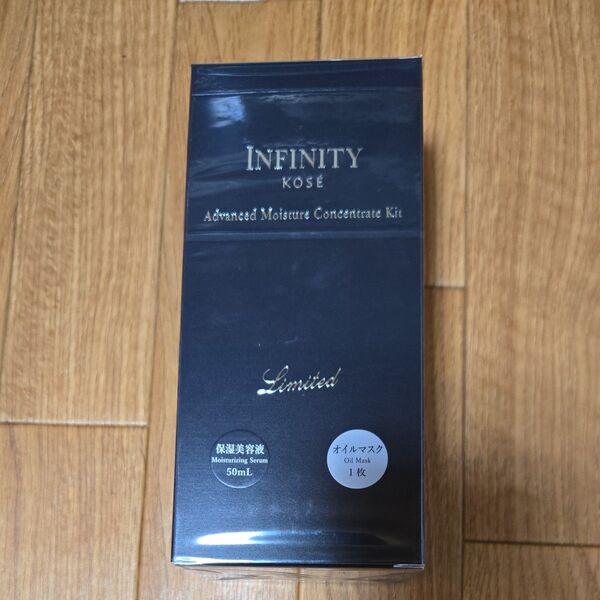 INFINITY
KOSÉ
Advanced Moisture Concentrate Kit
Limited
保湿美容液
Moisturizing Serum
50mL
オイルマスク
Oil Mask
1枚